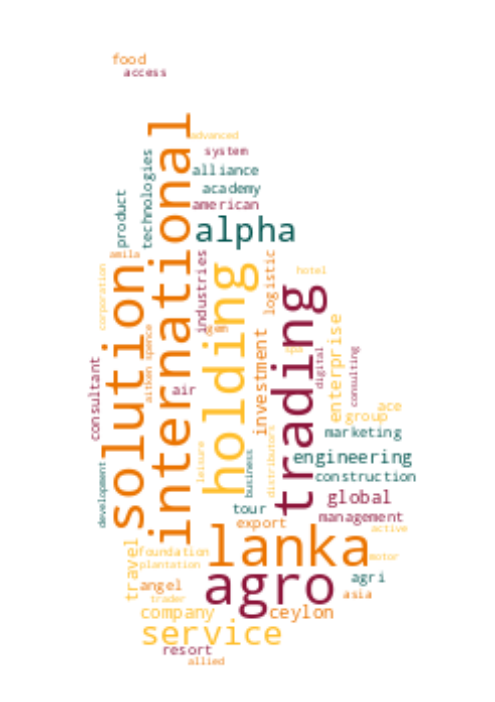 food
access
advanced
system
alliance
academy
american
alpha
technologies
product
international
solution
amila
corporation
aitken spence
industries
holding
logistic
hotel
trading
investment
enterprise
digital
consulting
consultant
air
ace
group
marketing
engineering
construction
global
management
active
leisure
business
distributors
development
tour
export
lanka
motor
travel
foundation
plantation
agro
agri
asia
angel
trader
company
ceylon
service
resort
allied